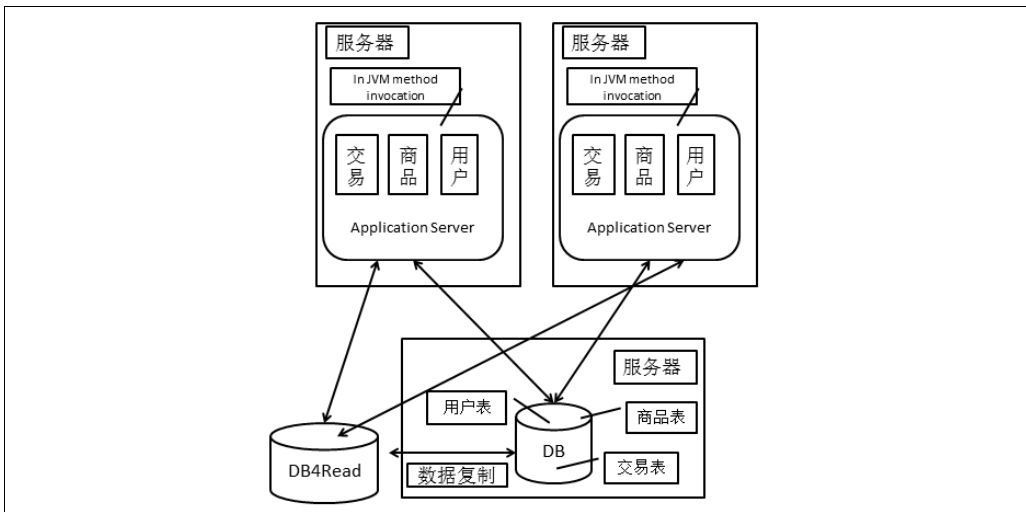 服务器
服务器
In JVM method
invocation
In JVM method
invocation
交易
商品
用户
交易
商品
用户
Application Server
Application Server
服务器
用户表
商品表
DB
交易表
DB4Read
数据复制